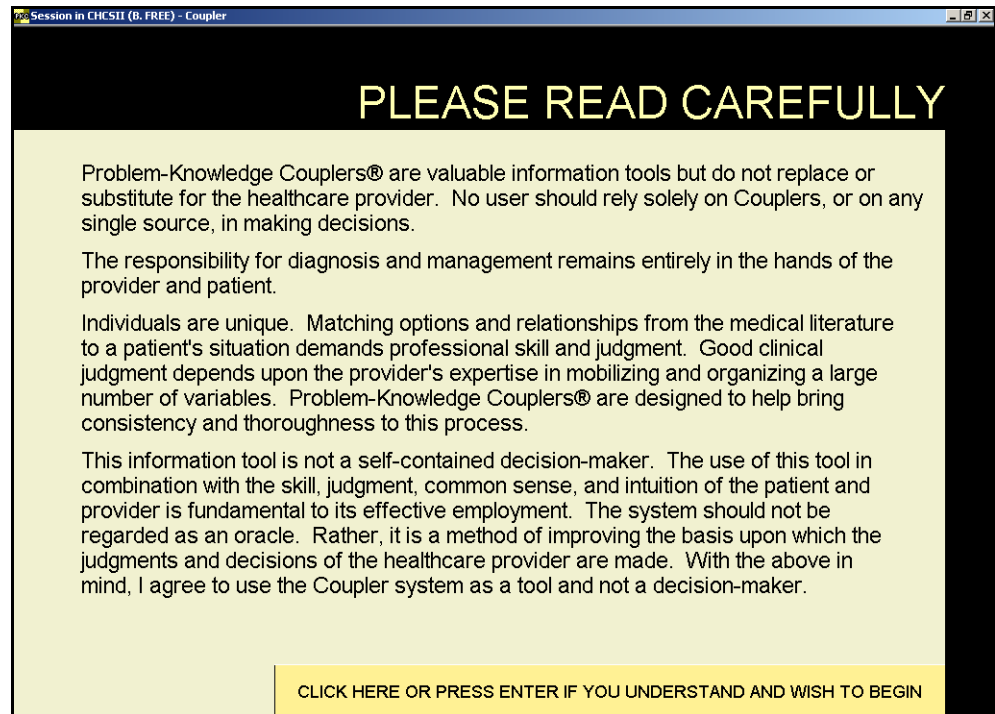 Session in CHCSII (B. FREE) - Coupler
PLEASE READ CAREFULLY
Problem-Knowledge Couplers® are valuable information tools but do not replace or
substitute for the healthcare provider.  No user should rely solely on Couplers, or on any
single source, in making decisions.
The responsibility for diagnosis and management remains entirely in the hands of the
provider and patient.
Individuals are unique.  Matching options and relationships from the medical literature
to a patient's situation demands professional skill and judgment.  Good clinical
judgment depends upon the provider's expertise in mobilizing and organizing a large
number of variables.  Problem-Knowledge Couplers® are designed to help bring
consistency and thoroughness to this process.
This information tool is not a self-contained decision-maker.  The use of this tool in
combination with the skill, judgment, common sense, and intuition of the patient and
provider is fundamental to its effective employment.  The system should not be
regarded as an oracle.  Rather, it is a method of improving the basis upon which the
judgments and decisions of the healthcare provider are made.  With the above in
mind, I agree to use the Coupler system as a tool and not a decision-maker.
CLICK HERE OR PRESS ENTER IF YOU UNDERSTAND AND WISH TO BEGIN